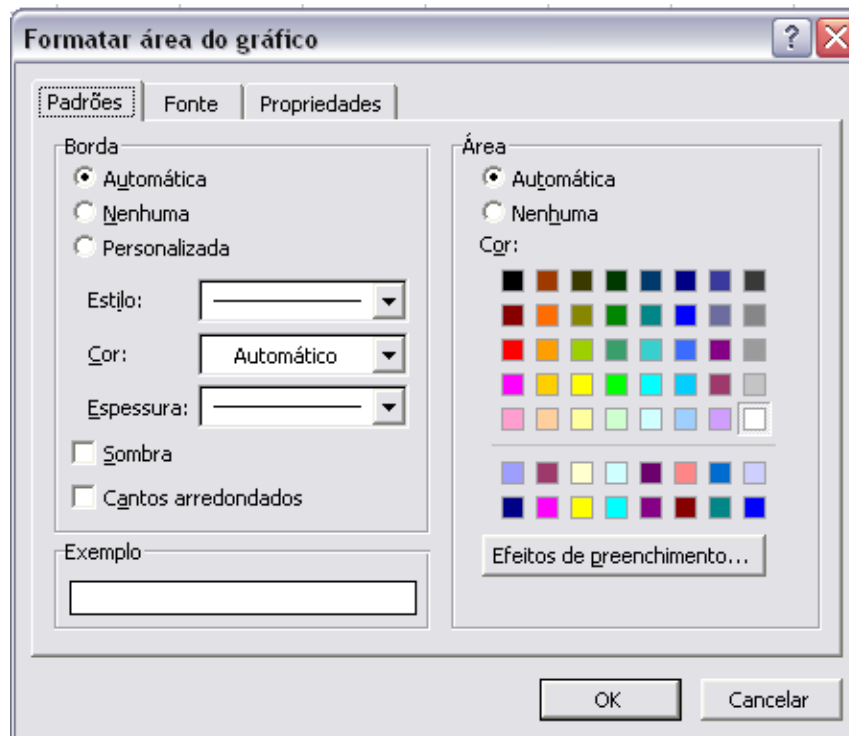 Formatar área do gráfico
Padrões Fonte Propriedades
Borda
Automática
Nenhuma
Personalizada
Estilo:
Cor: Automático
Espessura:
Sombra
Cantos arredondados
Exemplo
Área
Automática
Nenhuma
Cor:
Efeitos de preenchimento...
OK Cancelar